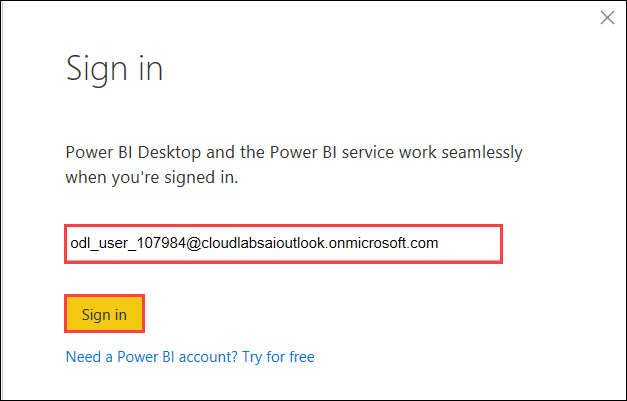 Sign in
Power BI Desktop and the Power BI service work seamlessly
when you're signed in.
odl_user_107984@cloudlabsaioutlook.onmicrosoft.com
Sign in
Need a Power BI account? Try for free